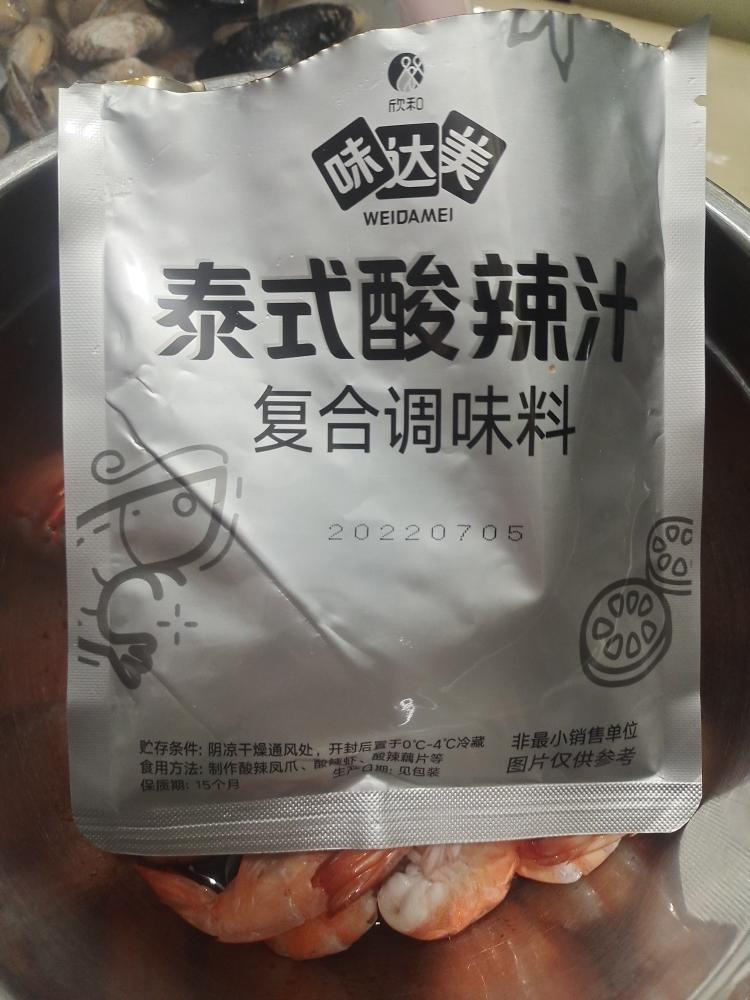 欣和
味达美
WEIDAMEI
泰式酸辣汁
复合调味料
20220705
贮存条件: 阴凉干燥通风处，开封后置于0℃-4℃冷藏
食用方法: 制作酸辣凤爪、酸辣虾、酸辣藕片等
生产日期: 见包装
保质期: 15个月
非最小销售单位
图片仅供参考